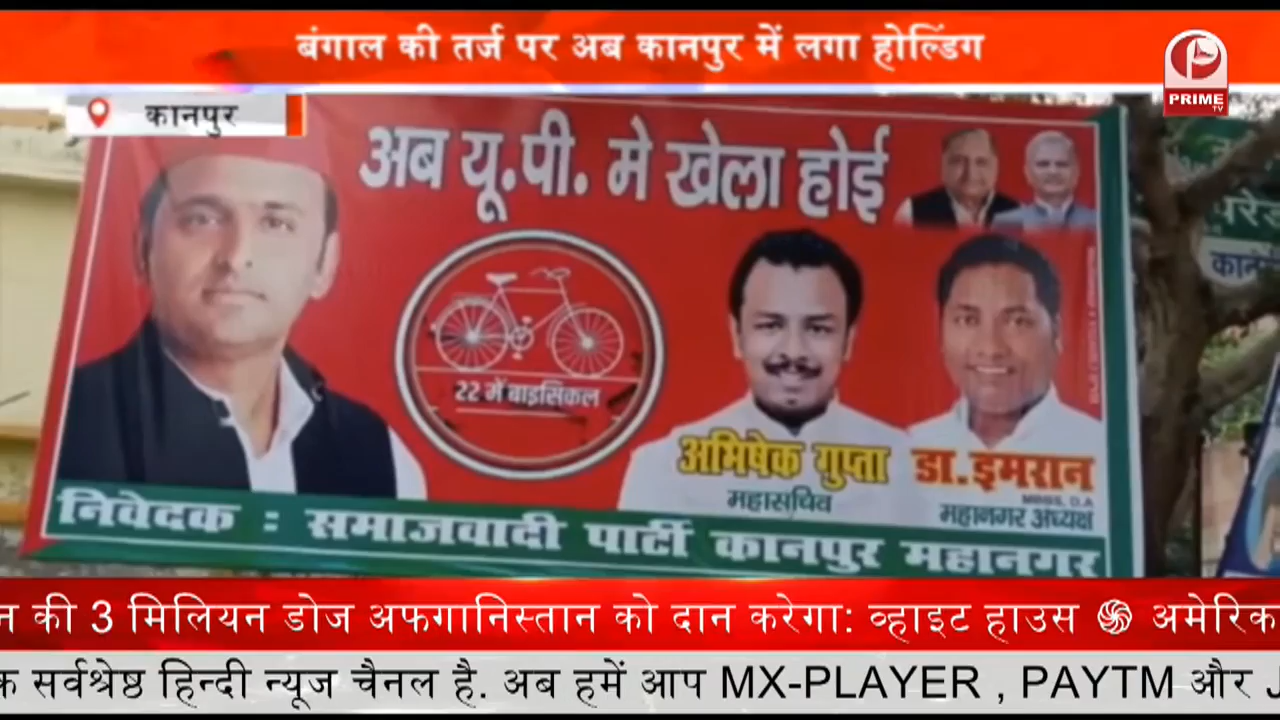 बंगाल की तर्ज पर अब कानपुर में लगा होल्डिंग
PRIME
TV
कानपुर
अब यू.पी. मे खेला होई
22 में बाइसिकल
अभिषेक गुप्ता
महासचिव
डा.इमरान
MBBS, D.A
महानगर अध्यक्ष
निवेदक : समाजवादी पार्टी कानपुर महानगर
की 3 मिलियन डोज अफगानिस्तान को दान करेगा: व्हाइट हाउस
सर्वश्रेष्ठ हिन्दी न्यूज चैनल है. अब हमें आप MX-PLAYER , PAYTM और